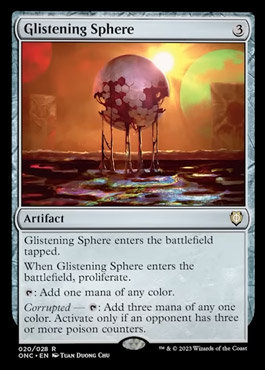 Glistening Sphere 3
Artifact
Glistening Sphere enters the battlefield
tapped.
When Glistening Sphere enters the
battlefield, proliferate.
: Add one mana of any color.
Corrupted — : Add three mana of any one
color. Activate only if an opponent has three
or more poison counters.
020/028 R
ONC • EN Tuan Duong Chu
™ & © 2023 Wizards of the Coast